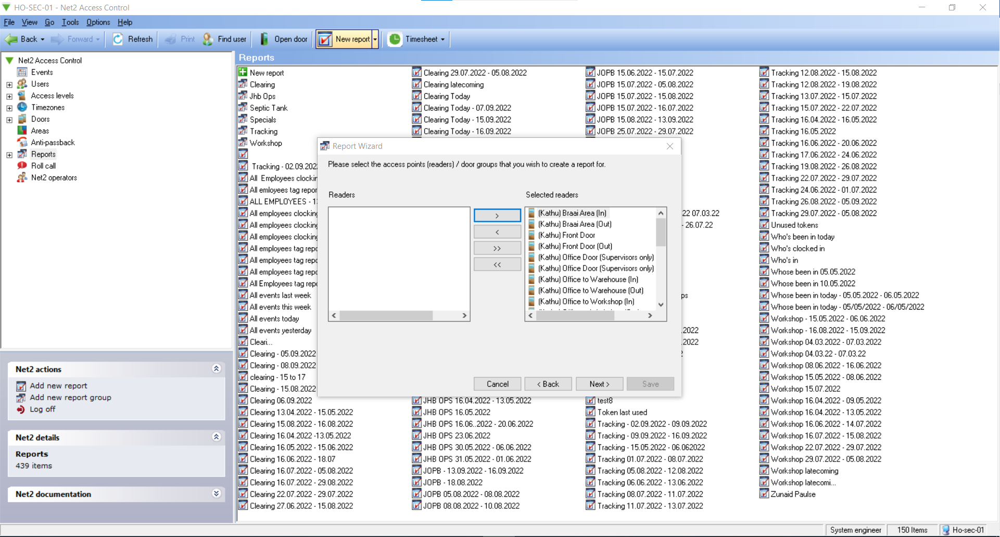 HO-SEC-01 - Net2 Access Control
File View Go Tools Options Help
Back Forward Refresh Print Find user Open door New report Timesheet
Net2 Access Control
Events
Users
Access levels
Timezones
Doors
Areas
Anti-passback
Reports
Roll call
Net2 operators
Net2 actions
Add new report
Add new report group
Log off
Net2 details
Reports
439 items
Net2 documentation
Reports
New report
Clearing
Jhb Ops
Septic Tank
Specials
Tracking
Workshop
Tracking - 02.09.202
All Employees clockin
All emloyees tag repor
ALL EMPLOYEES - 1
All employees clocking
All employees clocking
All employees clocking
All employees tag repo
All employees tag repo
All employees tag repo
All Employees tag repo
All events last week
All events this week
All events today
All events yesterday
Cleari...
Clearing - 05.09.2022
Clearing - 08.09.2022
clearing - 15 to 17
Clearing - 15.08.2022
Clearing 06.09.2022
Clearing 13.04.2022 - 15.05.2022
Clearing 15.08.2022 - 16.08.2022
Clearing 16.04.2022 -13.05.2022
Clearing 16.05.2022 - 15.06.2022
Clearing 16.06.2022 - 18.07
Clearing 16.07.2022 - 05.08.2022
Clearing 16.07.2022 - 29.08.2022
Clearing 22.07.2022 - 29.07.2022
Clearing 27.06.2022 - 15.08.2022
Clearing 29.07.2022 - 05.08.2022
Clearing latecoming
Clearing Today
Clearing Today - 07.09.2022
Clearing Today - 15.09.2022
Clearing Today - 16.09.2022
JHB OPS 16.04.2022 - 13.05.2022
JHB OPS 16.05.2022
JHB OPS 16.06..2022 - 20.06.2022
JHB OPS 23.06.2022
JHB OPS 30.05.2022 - 06.06.2022
JHB OPS 31.05.2022 - 01.06.2022
JOPB - 13.09.2022 - 16.09.2022
JOPB - 18.08.2022
JOPB 05.08.2022 - 08.08.2022
JOPB 08.08.2022 - 10.08.2022
JOPB 15.06.2022 - 15.07.2022
JOPB 15.07.2022 - 05.08.2022
JOPB 15.07.2022 - 15.08.2022
JOPB 15.07.2022 - 16.07.2022
JOPB 15.08.2022 - 13.09.2022
JOPB 25.07.2022 - 29.07.2022
22 07.03.22
- 26.07.22
ps
.2022
.2022
test8
Token last used
Tracking - 02.09.2022 - 09.09.2022
Tracking - 09.09.2022 - 16.09.2022
Tracking - 15.05.2022 - 06.062022
Tracking 01.07.2022 - 08.07.2022
Tracking 05.08.2022 - 12.08.2022
Tracking 06.06.2022 - 13.06.2022
Tracking 08.07.2022 - 11.07.2022
Tracking 11.07.2022 - 13.07.2022
Tracking 12.08.2022 - 15.08.2022
Tracking 12.08.2022 - 19.08.2022
Tracking 13.07.2022 - 15.07.2022
Tracking 15.07.2022 - 22.07.2022
Tracking 16.04.2022 - 16.05.2022
Tracking 16.05.2022
Tracking 16.06.2022 - 20.06.2022
Tracking 17.06.2022 - 24.06.2022
Tracking 19.08.2022 - 26.08.2022
Tracking 22.07.2022 - 29.07.2022
Tracking 24.06.2022 - 01.07.2022
Tracking 26.08.2022 - 05.09.2022
Tracking 29.07.2022 - 05.08.2022
Unused tokens
Who's been in today
Who's clocked in
Who's in
Whose been in 05.05.2022
Whose been in 10.05.2022
Whose been in today - 05.05.2022 - 06.05.2022
Whose been in today - 05/05/2022 - 06/05/2022
Workshop - 15.05.2022 - 06.06.2022
Workshop - 16.08.2022 - 15.09.2022
Workshop 04.03.2022 - 07.03.2022
Workshop 04.03.22 - 07.03.22
Workshop 08.06.2022 - 16.06.2022
Workshop 15.05.2022 - 08.06.2022
Workshop 15.07.2022
Workshop 16.04.2022 - 09.05.2022
Workshop 16.04.2022 - 13.05.2022
Workshop 16.06.2022 - 14.07.2022
Workshop 16.07.2022 - 15.08.2022
Workshop 22.07.2022 - 29.07.2022
Workshop 29.07.2022 - 05.08.2022
Workshop latecoming
Workshop latecomi...
Zunaid Paulse
Report Wizard
Please select the access points (readers) / door groups that you wish to create a report for.
Readers
Selected readers
>
<
>>
<<
(Kathu) Braai Area (In)
(Kathu) Braai Area (Out)
(Kathu) Front Door
(Kathu) Front Door (Out)
(Kathu) Office Door (Supervisors only)
(Kathu) Office Door (Supervisors only)
(Kathu) Office to Warehouse (In)
(Kathu) Office to Warehouse (Out)
(Kathu) Office to Workshop (In)
Cancel < Back Next > Save
System engineer 150 Items Ho-sec-01